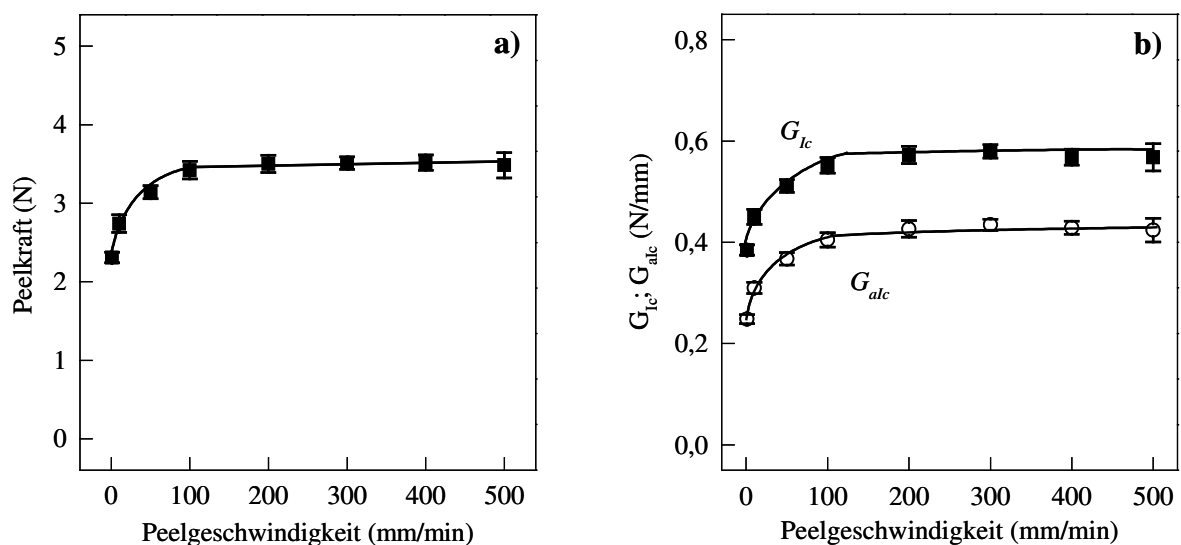 a)
Peelkraft (N)
5
4
3
2
1
0
0 100 200 300 400 500
Peelgeschwindigkeit (mm/min)
b)
G_Ic; G_aIc (N/mm)
0,8
0,6
0,4
0,2
0,0
G_Ic
G_aIc
0 100 200 300 400 500
Peelgeschwindigkeit (mm/min)